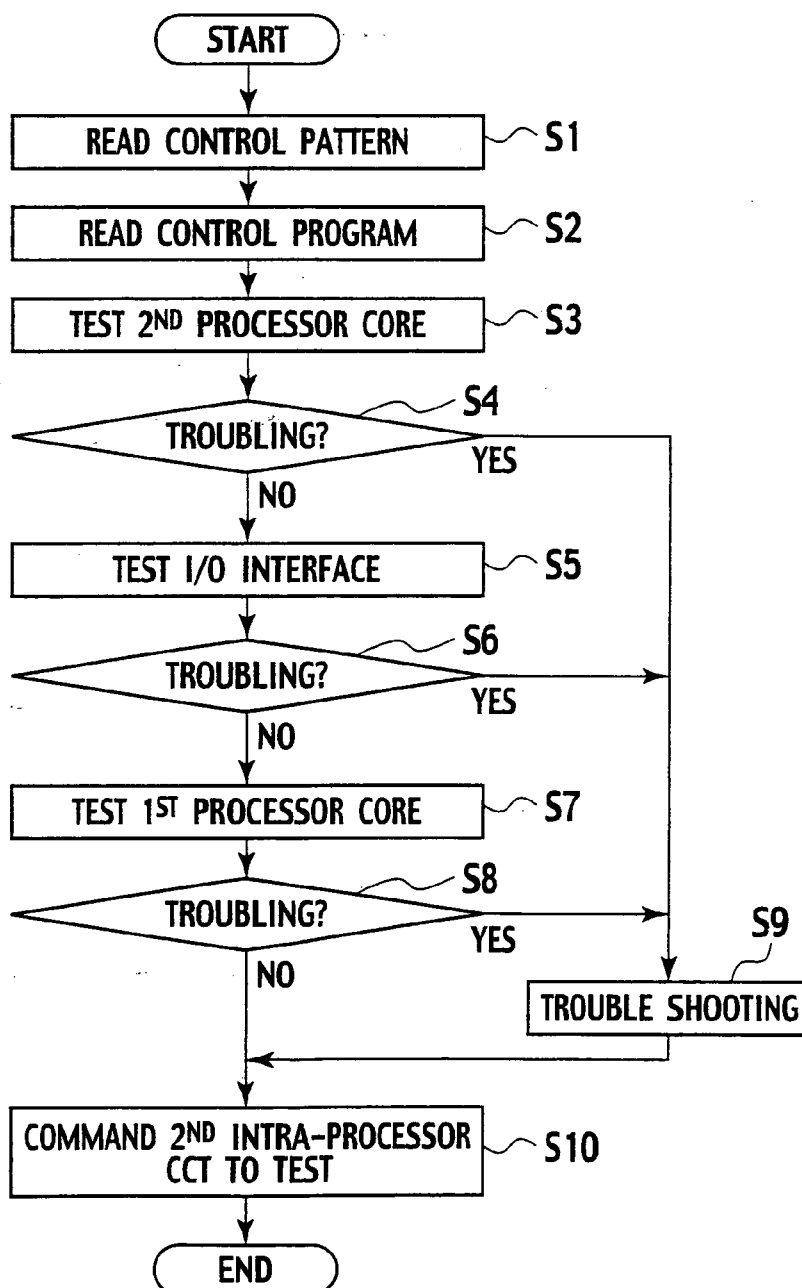 START
READ CONTROL PATTERN
S1
READ CONTROL PROGRAM
S2
TEST 2ND PROCESSOR CORE
S3
S4
TROUBLING?
YES
NO
TEST I/O INTERFACE
S5
S6
TROUBLING?
YES
NO
TEST 1ST PROCESSOR CORE
S7
S8
TROUBLING?
YES
NO
S9
TROUBLE SHOOTING
COMMAND 2ND INTRA-PROCESSOR
CCT TO TEST
S10
END